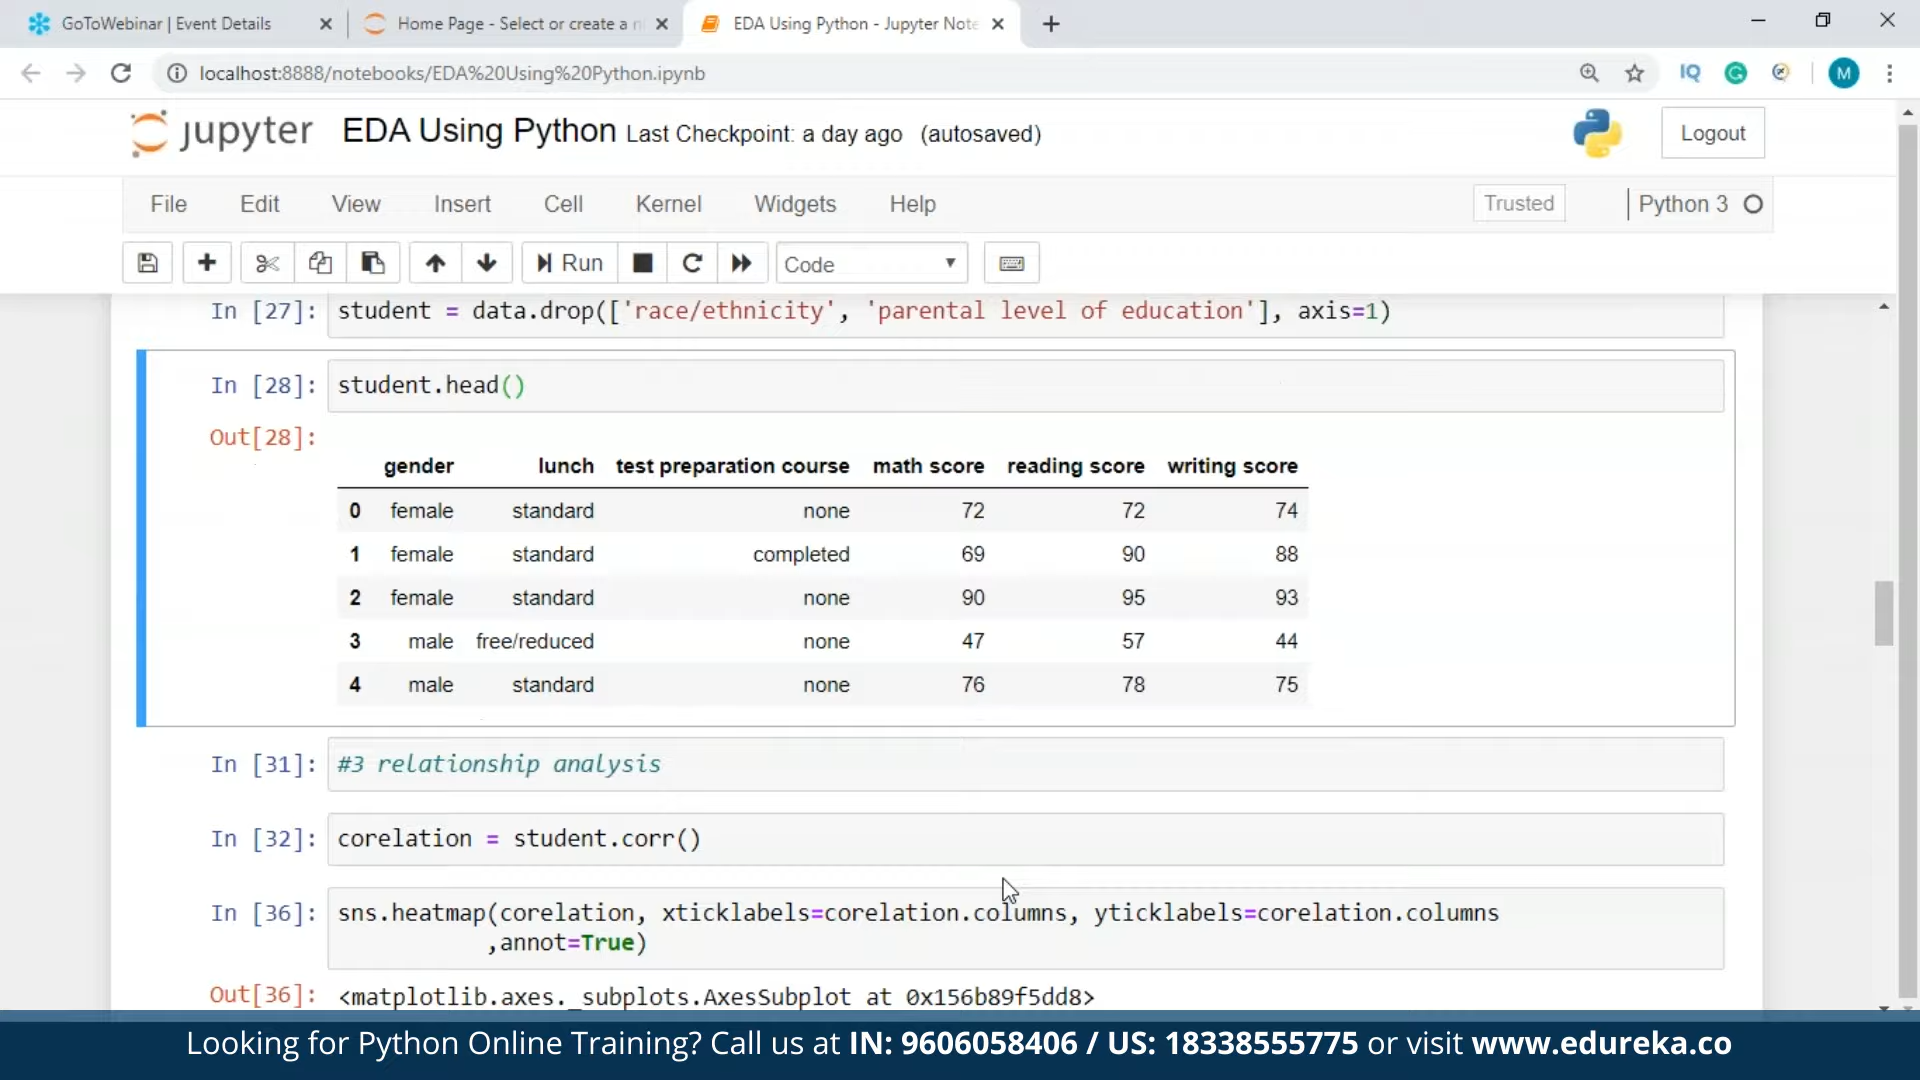 GoToWebinar | Event Details
Home Page - Select or create a n
EDA Using Python - Jupyter Note
localhost:8888/notebooks/EDA%20Using%20Python.ipynb
IQ
M
jupyter EDA Using Python Last Checkpoint: a day ago (autosaved)
Logout
File Edit View Insert Cell Kernel Widgets Help
Trusted
Python 3
Run
Code
In [27]: student = data.drop(['race/ethnicity', 'parental level of education'], axis=1)
In [28]: student.head()
Out[28]:
gender lunch test preparation course math score reading score writing score
0 female standard none 72 72 74
1 female standard completed 69 90 88
2 female standard none 90 95 93
3 male free/reduced none 47 57 44
4 male standard none 76 78 75
In [31]: #3 relationship analysis
In [32]: corelation = student.corr()
In [36]: sns.heatmap(corelation, xticklabels=corelation.columns, yticklabels=corelation.columns
,annot=True)
Out[36]: <matplotlib.axes._subplots.AxesSubplot at 0x156b89f5dd8>
Looking for Python Online Training? Call us at IN: 9606058406 / US: 18338555775 or visit www.edureka.co